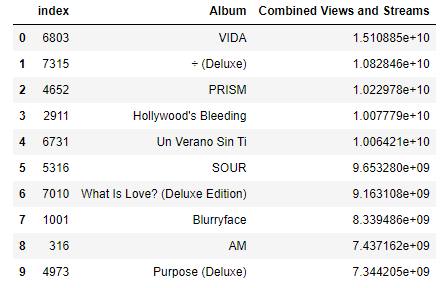 index Album Combined Views and Streams
0 6803 VIDA 1.510885e+10
1 7315 ÷ (Deluxe) 1.082846e+10
2 4652 PRISM 1.022978e+10
3 2911 Hollywood's Bleeding 1.007779e+10
4 6731 Un Verano Sin Ti 1.006421e+10
5 5316 SOUR 9.653280e+09
6 7010 What Is Love? (Deluxe Edition) 9.163108e+09
7 1001 Blurryface 8.339486e+09
8 316 AM 7.437162e+09
9 4973 Purpose (Deluxe) 7.344205e+09